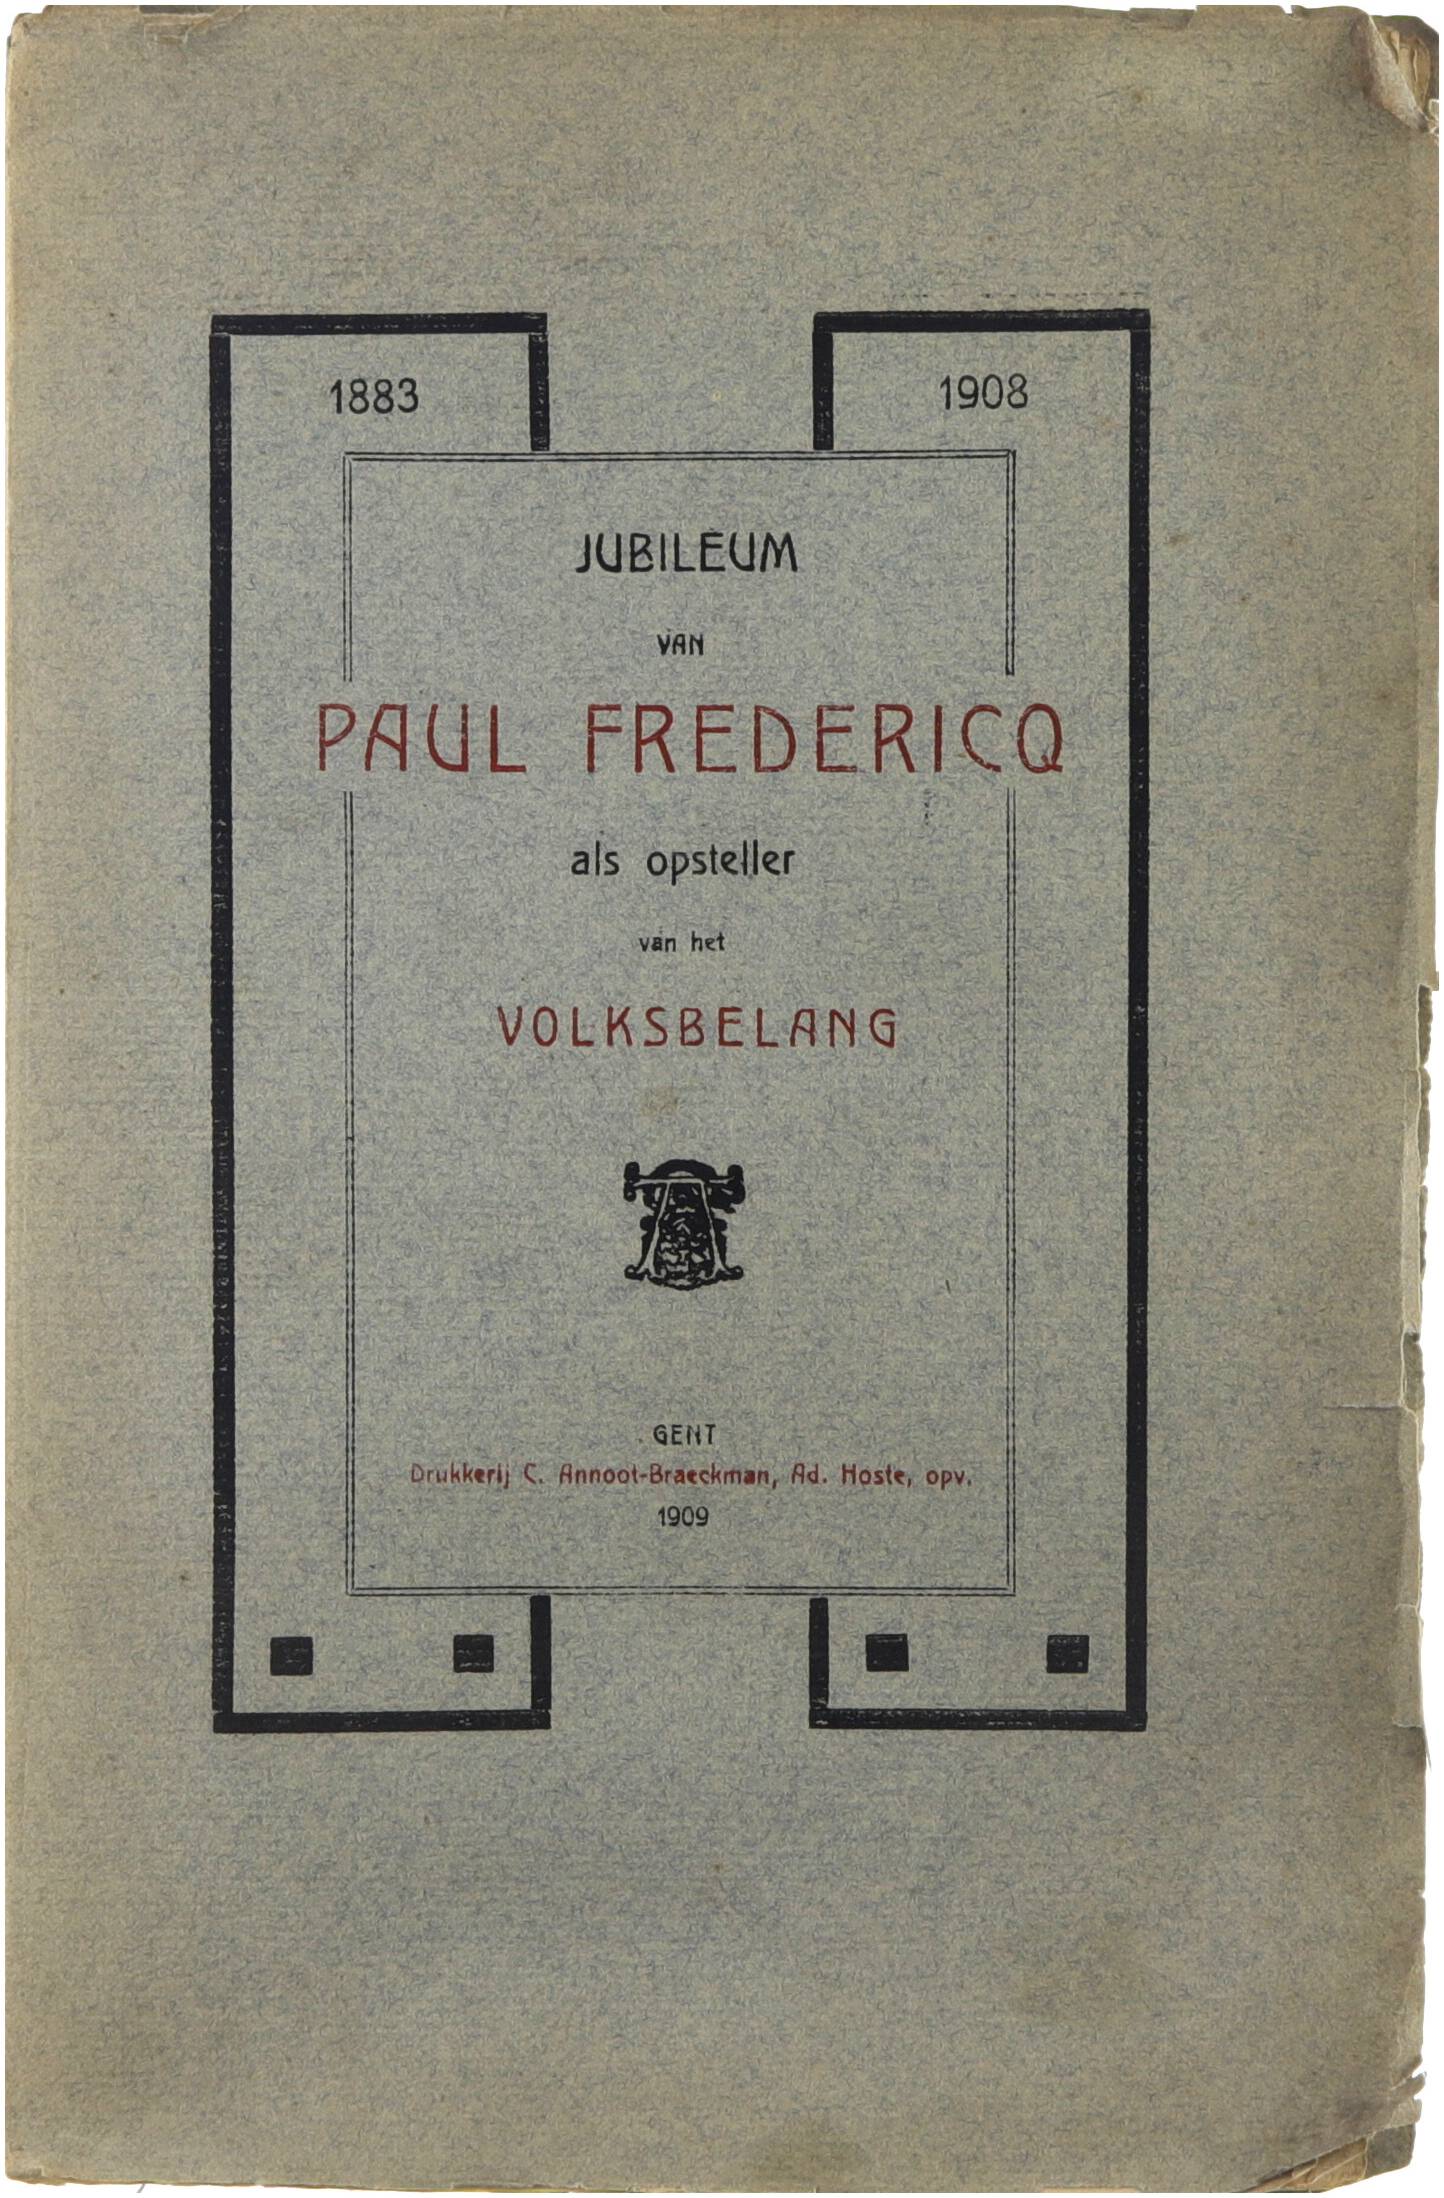 1883 1908
JUBILEUM
VAN
PAUL FREDERICQ
als opsteller
van het
VOLKSBELANG
GENT
Drukkerij C. Annoot-Braeckman, Ad. Hoste, opv.
1909